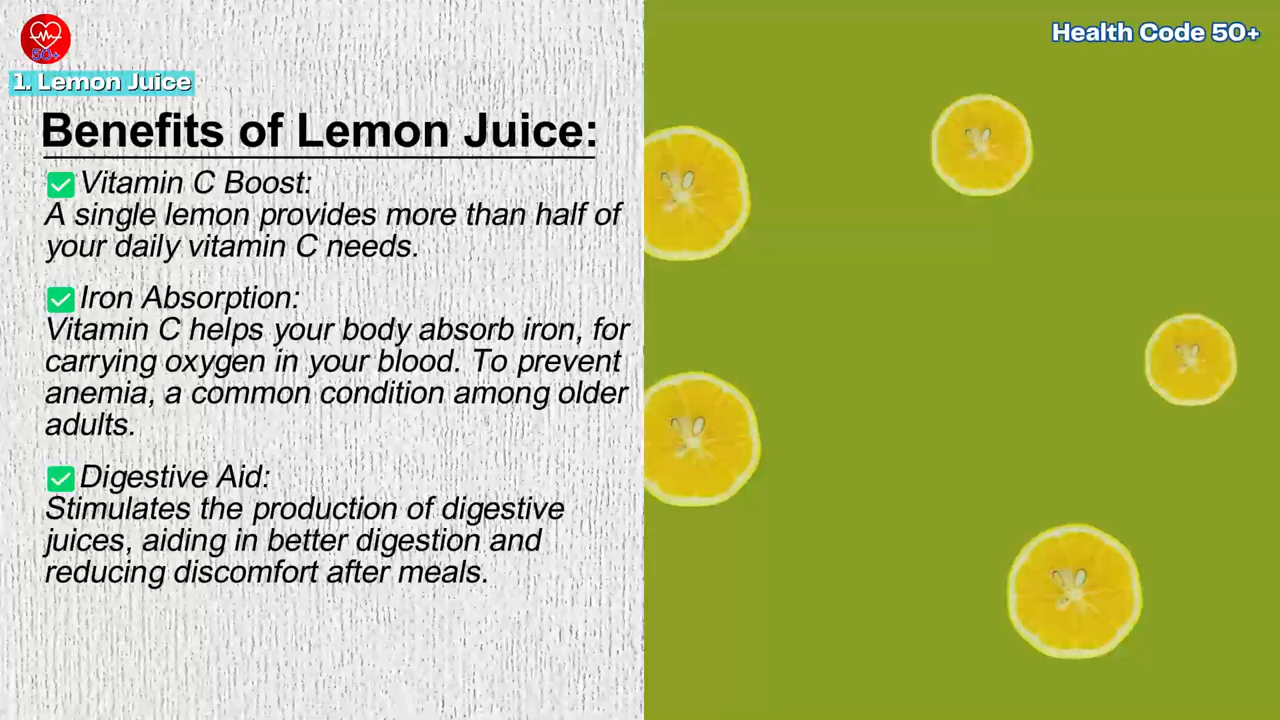 50+
Health Code 50+
1. Lemon Juice
Benefits of Lemon Juice:
✅ Vitamin C Boost:
A single lemon provides more than half of
your daily vitamin C needs.
✅ Iron Absorption:
Vitamin C helps your body absorb iron, for
carrying oxygen in your blood. To prevent
anemia, a common condition among older
adults.
✅ Digestive Aid:
Stimulates the production of digestive
juices, aiding in better digestion and
reducing discomfort after meals.